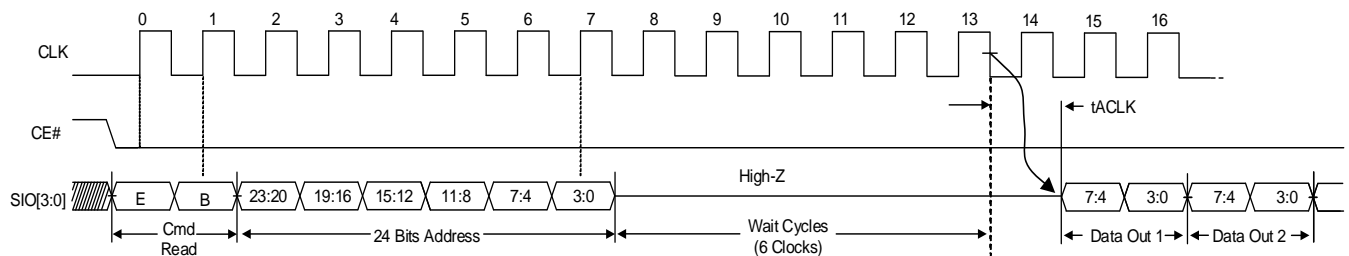 0 1 2 3 4 5 6 7 8 9 10 11 12 13 14 15 16
CLK
tACLK
CE#
High-Z
SIO[3:0] E B 23:20 19:16 15:12 11:8 7:4 3:0 7:4 3:0 7:4 3:0
Cmd Read
24 Bits Address
Wait Cycles
(6 Clocks)
Data Out 1 Data Out 2